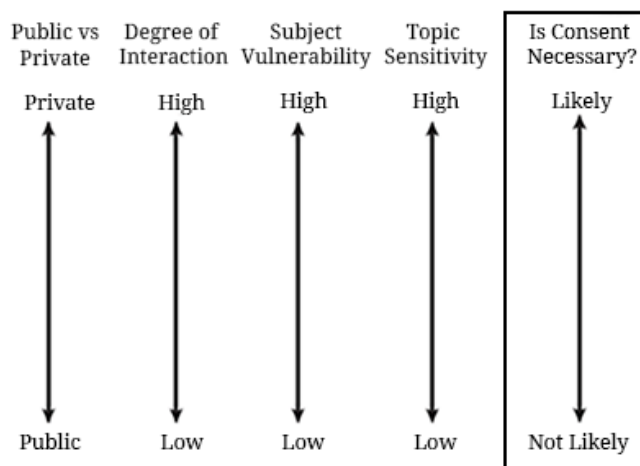 Public vs
Private
Degree of
Interaction
Subject
Vulnerability
Topic
Sensitivity
Is Consent
Necessary?
Private
High
High
High
Likely
Public
Low
Low
Low
Not Likely